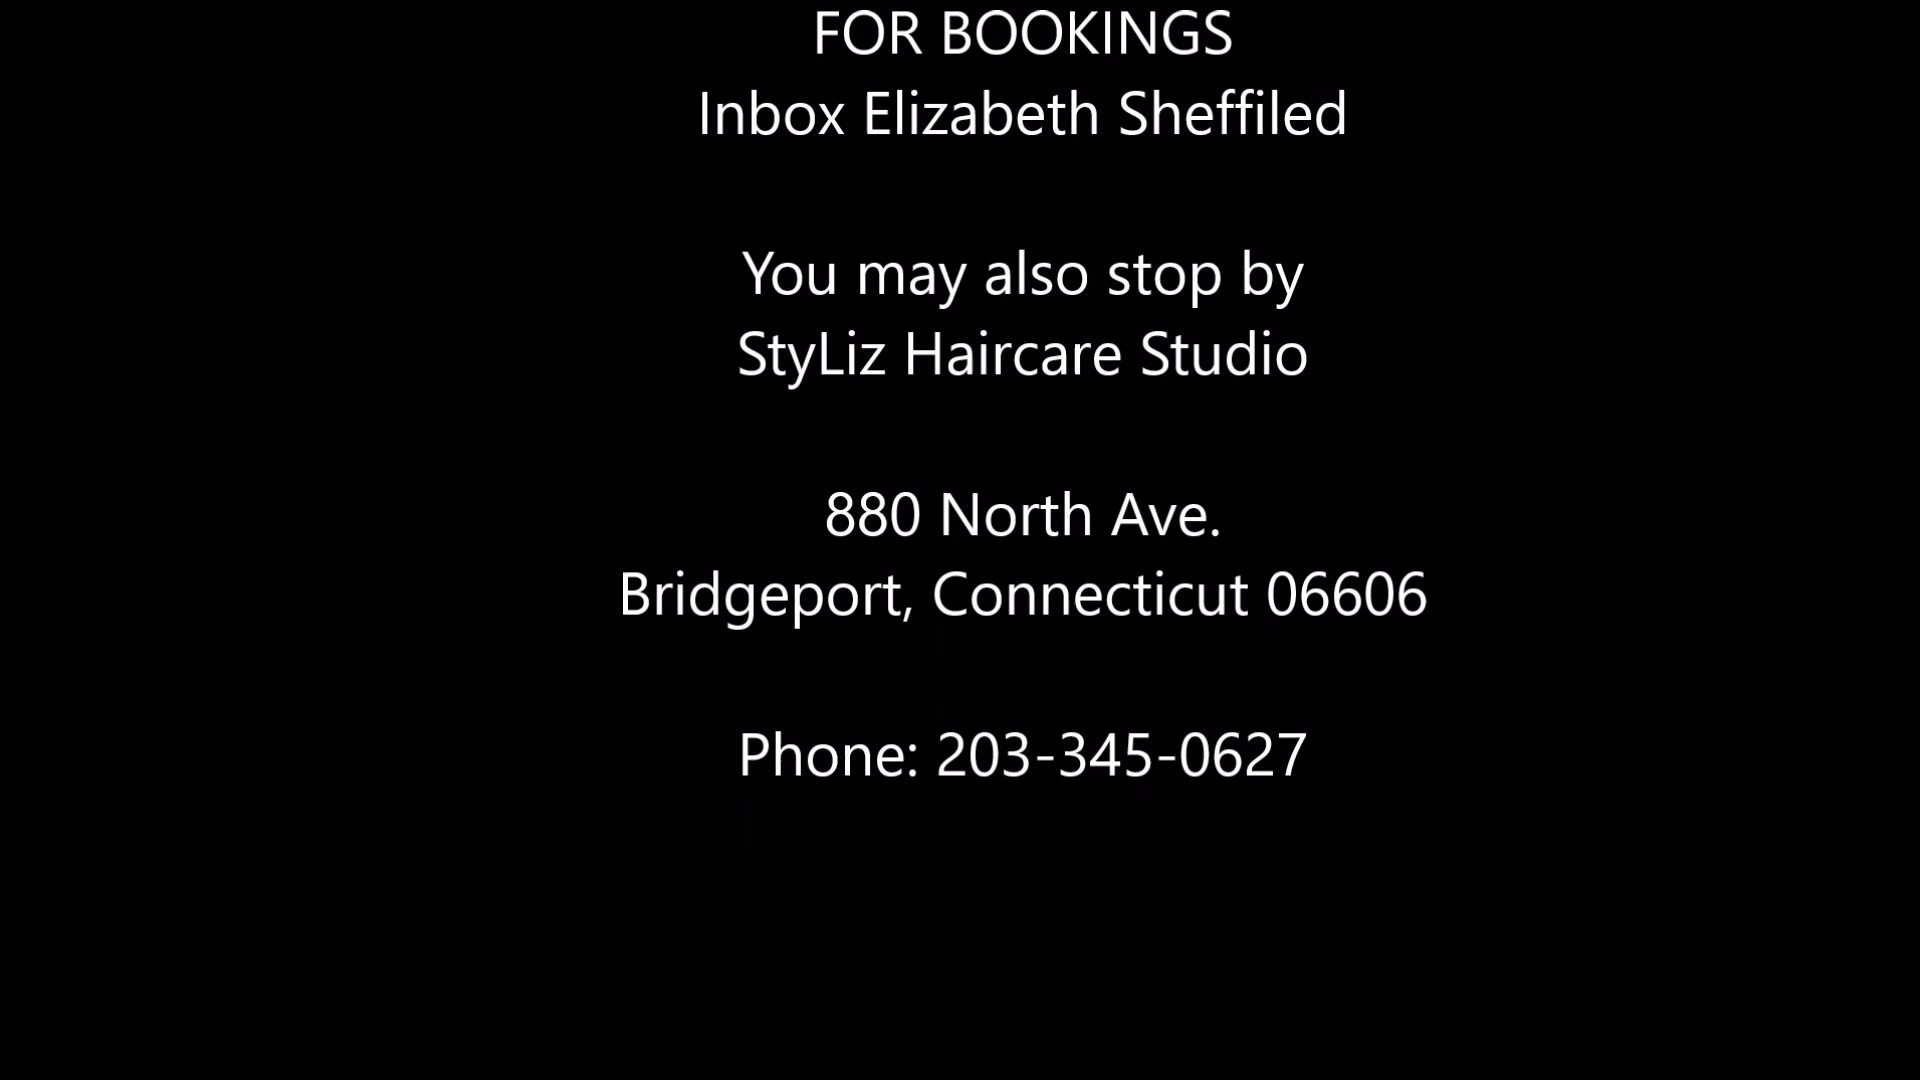 FOR BOOKINGS
Inbox Elizabeth Sheffiled
You may also stop by
StyLiz Haircare Studio
880 North Ave.
Bridgeport, Connecticut 06606
Phone: 203-345-0627